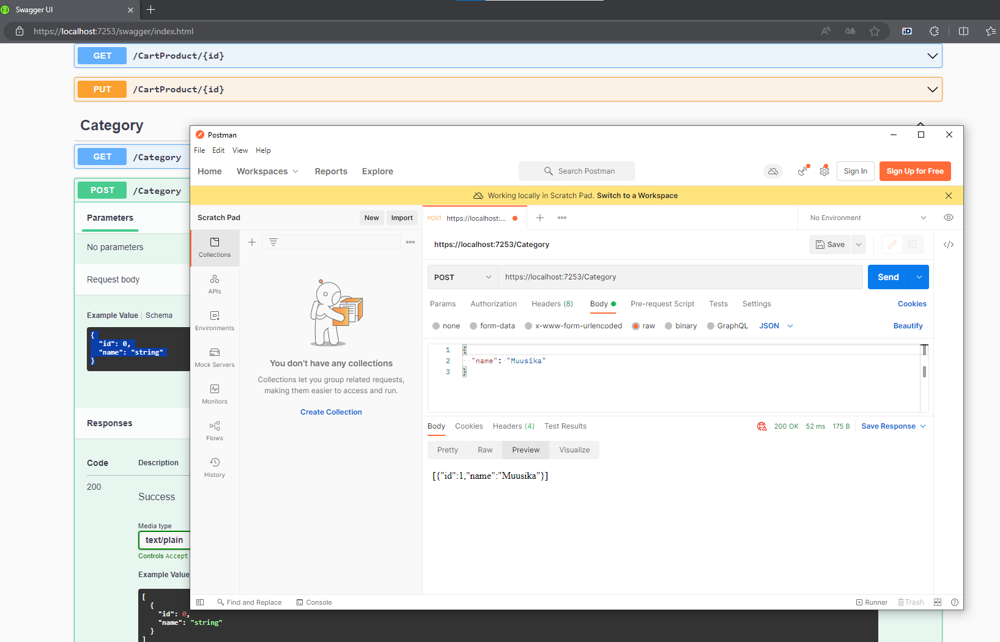 Swagger UI
https://localhost:7253/swagger/index.html
GET /CartProduct/{id}
PUT /CartProduct/{id}
Category
GET /Category
POST /Category
Parameters
No parameters
Request body
Example Value Schema
{
"id": 0,
"name": "string"
}
Responses
Code Description
200
Success
Media type
text/plain
Controls Accept
Example Value
[
{
"id": 0,
"name": "string"
}
]
Postman
File Edit View Help
Home Workspaces Reports Explore Search Postman Sign In Sign Up for Free
Working locally in Scratch Pad. Switch to a Workspace
Scratch Pad New Import
POST https://localhost:... No Environment
Collections
APIs
Environments
Mock Servers
Monitors
Flows
History
You don't have any collections
Collections let you group related requests,
making them easier to access and run.
Create Collection
https://localhost:7253/Category Save
POST https://localhost:7253/Category Send
Params Authorization Headers (8) Body Pre-request Script Tests Settings Cookies
none form-data x-www-form-urlencoded raw binary GraphQL JSON Beautify
1 {
2 "name": "Muusika"
3 }
Body Cookies Headers (4) Test Results 200 OK 52 ms 175 B Save Response
Pretty Raw Preview Visualize
[{"id":1,"name":"Muusika"}]
Find and Replace Console Runner Trash